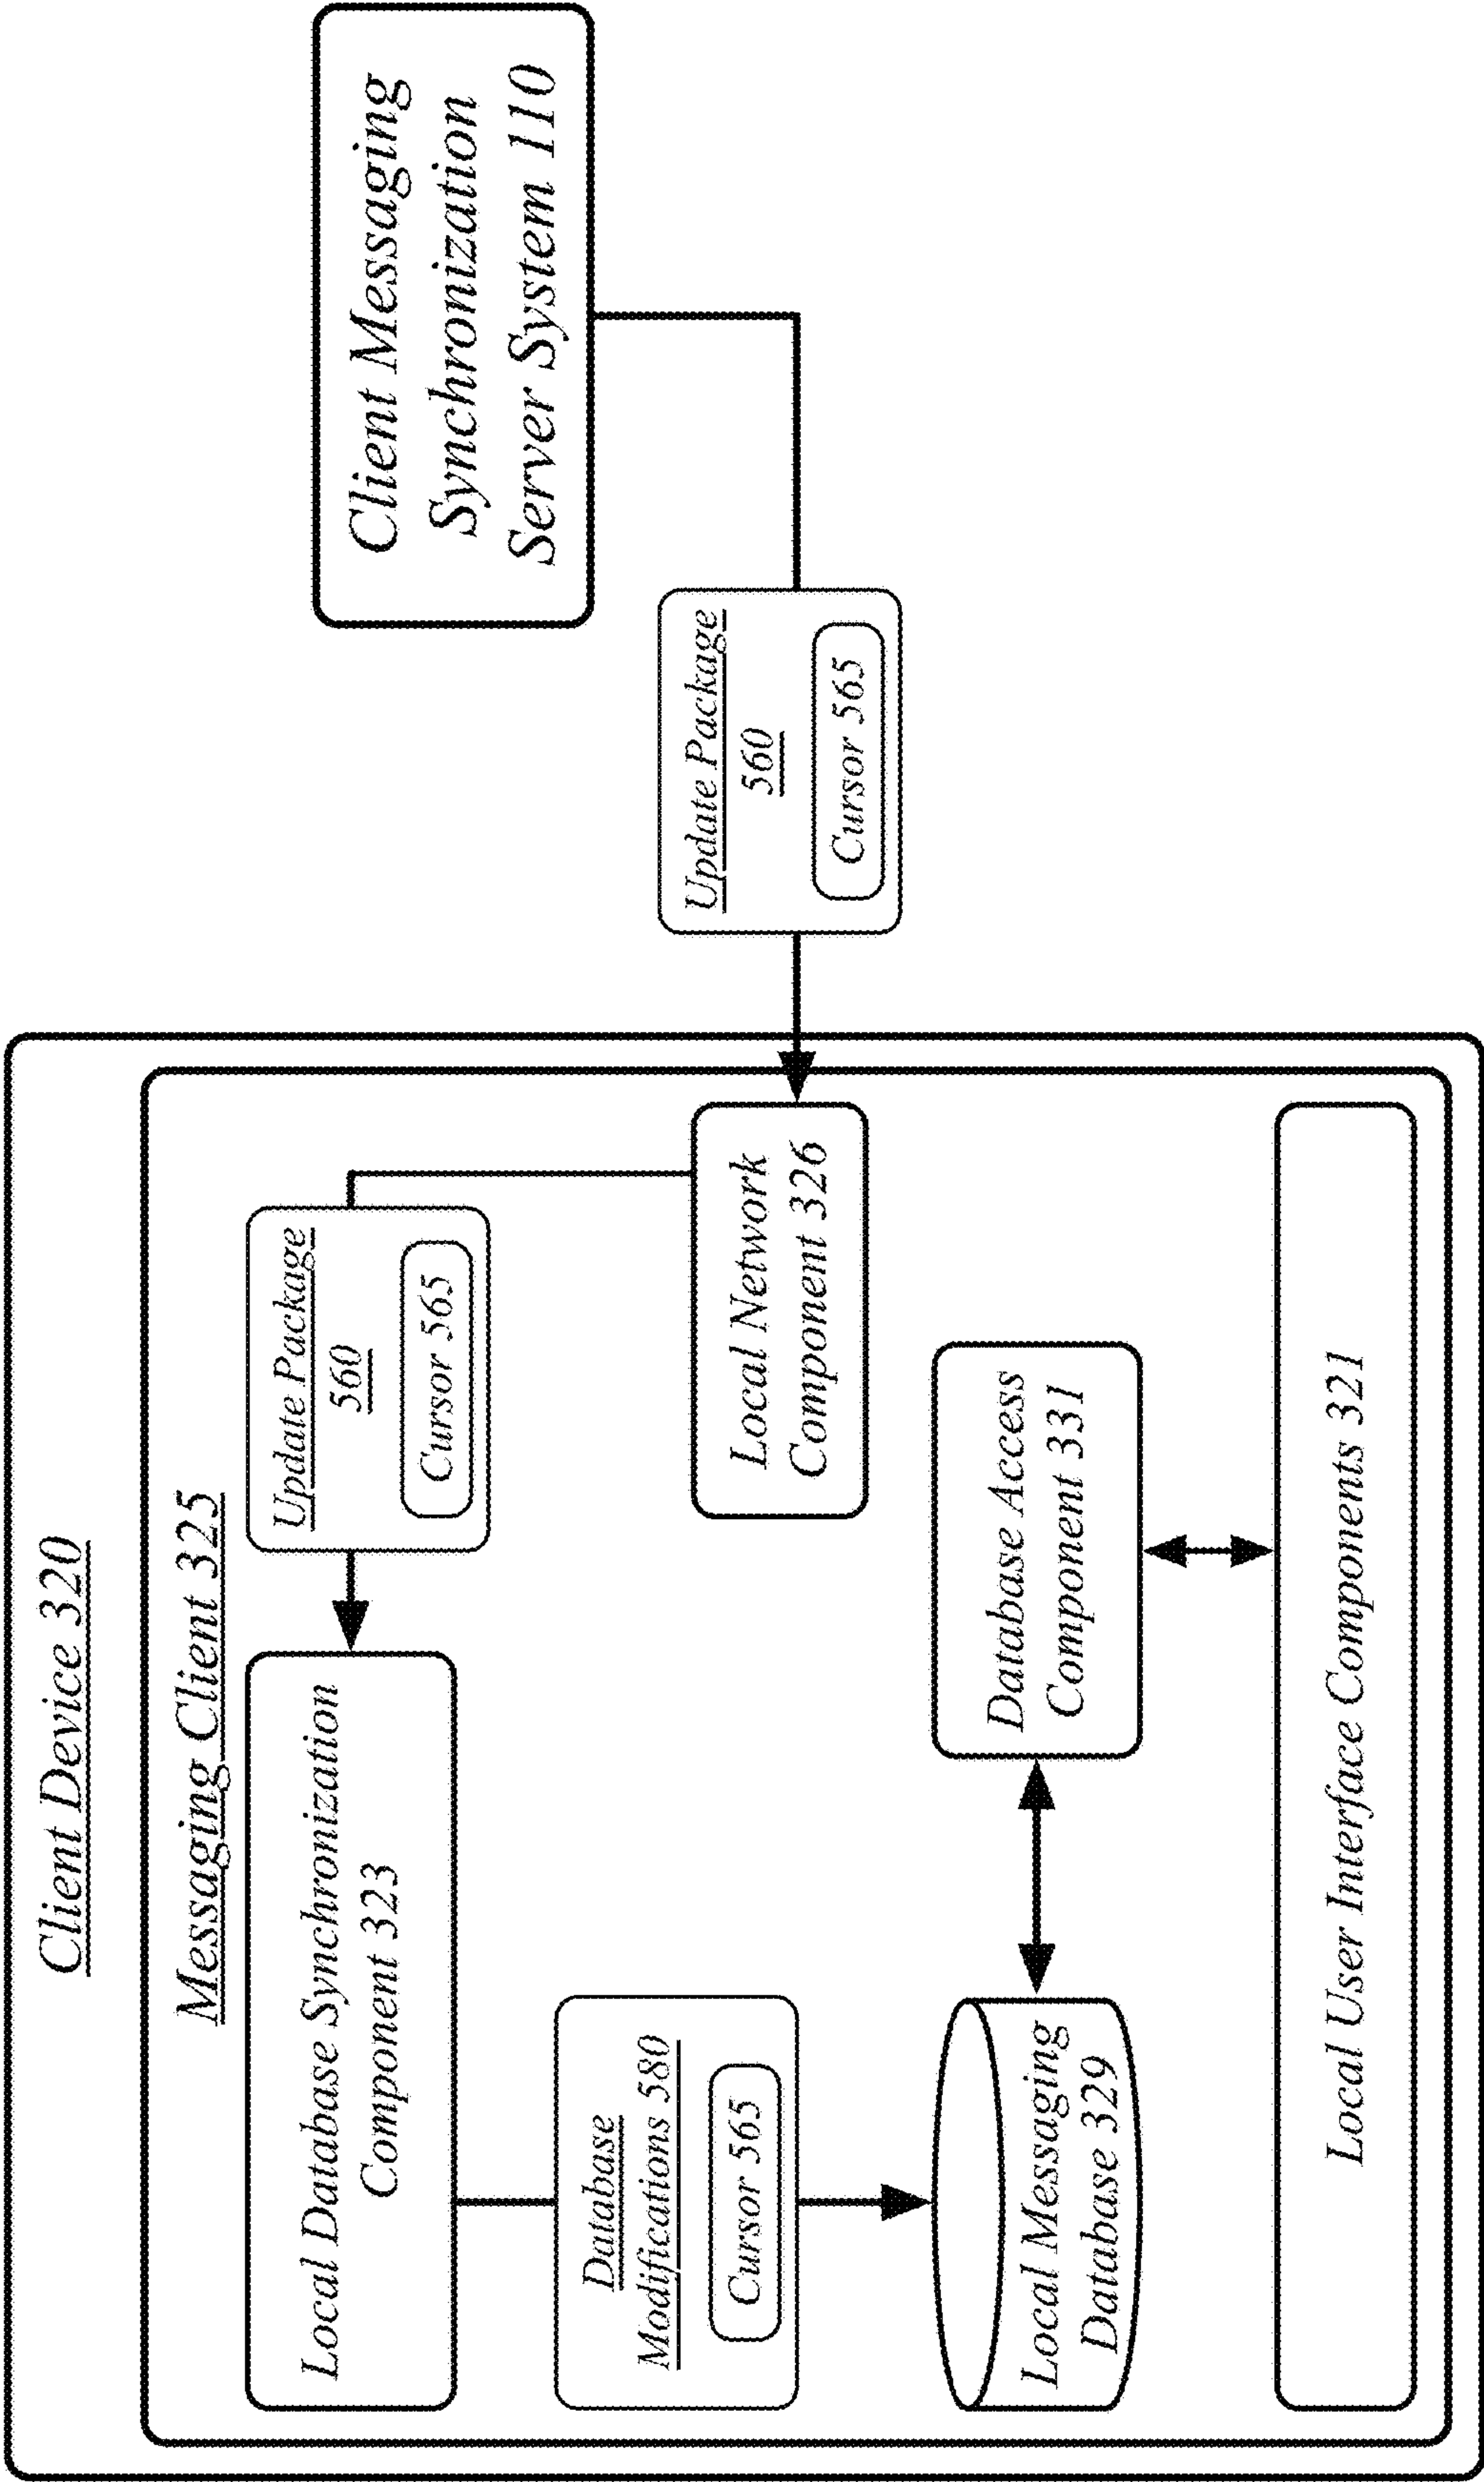 Client Device 320
Messaging Client 325
Local Database Synchronization
Component 323
Update Package
560
Cursor 565
Client Messaging
Synchronization
Server System 110
Database
Modifications 580
Cursor 565
Local Network
Component 326
Update Package
560
Cursor 565
Local Messaging
Database 329
Database Access
Component 331
Local User Interface Components 321